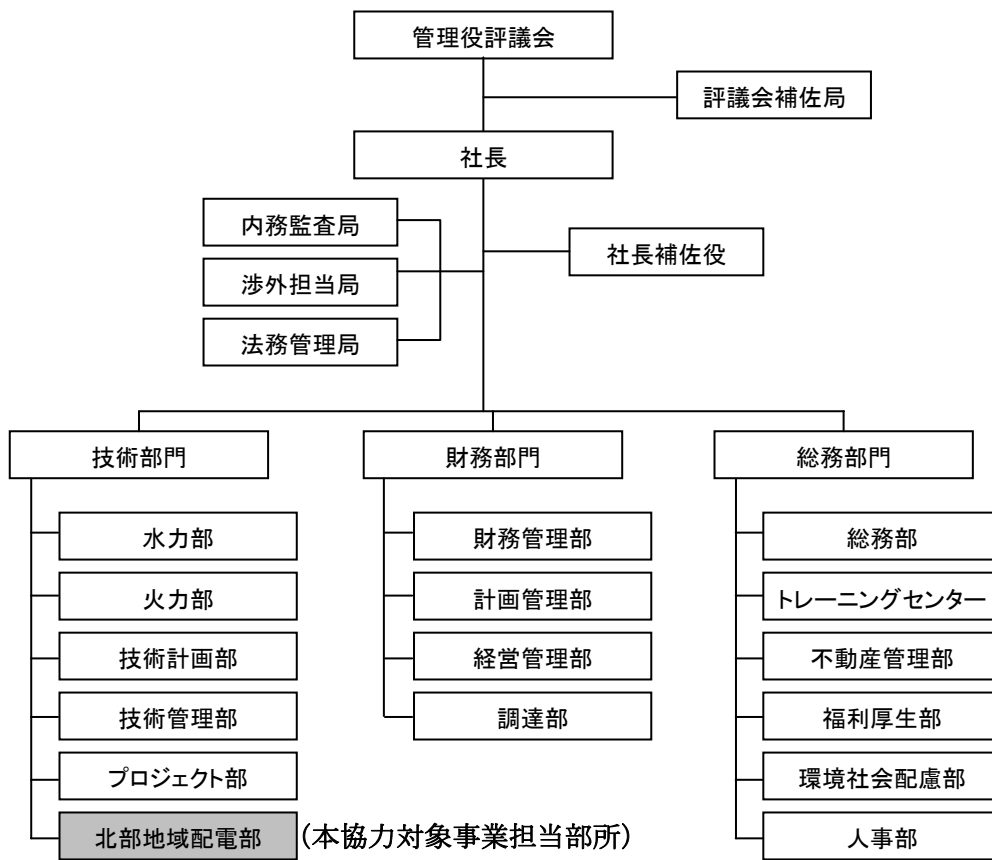 管理役評議会
評議会補佐局
社長
内務監査局
社長補佐役
渉外担当局
法務管理局
技術部門
財務部門
総務部門
水力部
財務管理部
総務部
火力部
計画管理部
トレーニングセンター
技術計画部
経営管理部
不動産管理部
技術管理部
調達部
福利厚生部
プロジェクト部
環境社会配慮部
北部地域配電部
(本協力対象事業担当部所)
人事部